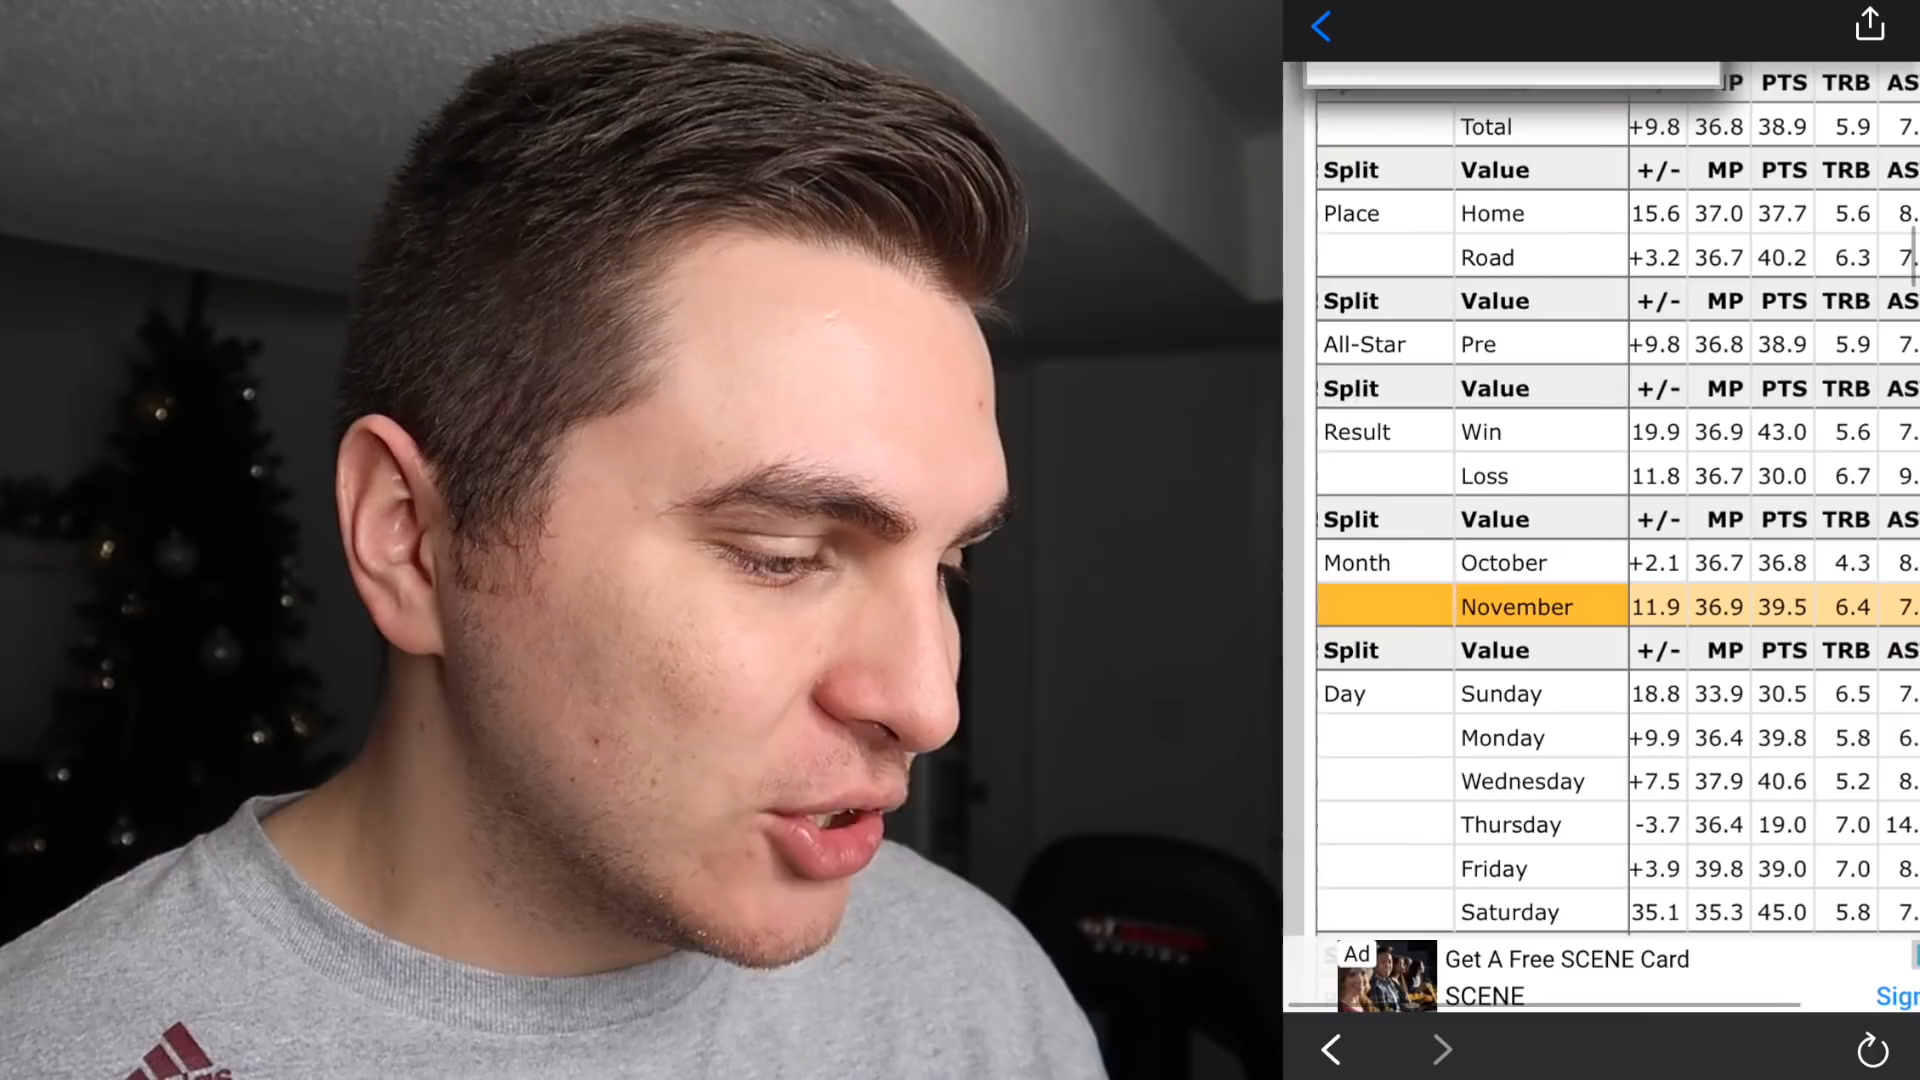 MP PTS TRB AS
Total +9.8 36.8 38.9 5.9 7.
Split Value +/- MP PTS TRB AS
Place Home 15.6 37.0 37.7 5.6 8.
Road +3.2 36.7 40.2 6.3 7.
Split Value +/- MP PTS TRB AS
All-Star Pre +9.8 36.8 38.9 5.9 7.
Split Value +/- MP PTS TRB AS
Result Win 19.9 36.9 43.0 5.6 7.
Loss 11.8 36.7 30.0 6.7 9.
Split Value +/- MP PTS TRB AS
Month October +2.1 36.7 36.8 4.3 8.
November 11.9 36.9 39.5 6.4 7.
Split Value +/- MP PTS TRB AS
Day Sunday 18.8 33.9 30.5 6.5 7.
Monday +9.9 36.4 39.8 5.8 6.
Wednesday +7.5 37.9 40.6 5.2 8.
Thursday -3.7 36.4 19.0 7.0 14.
Friday +3.9 39.8 39.0 7.0 8.
Saturday 35.1 35.3 45.0 5.8 7.
Ad Get A Free SCENE Card
SCENE Sign